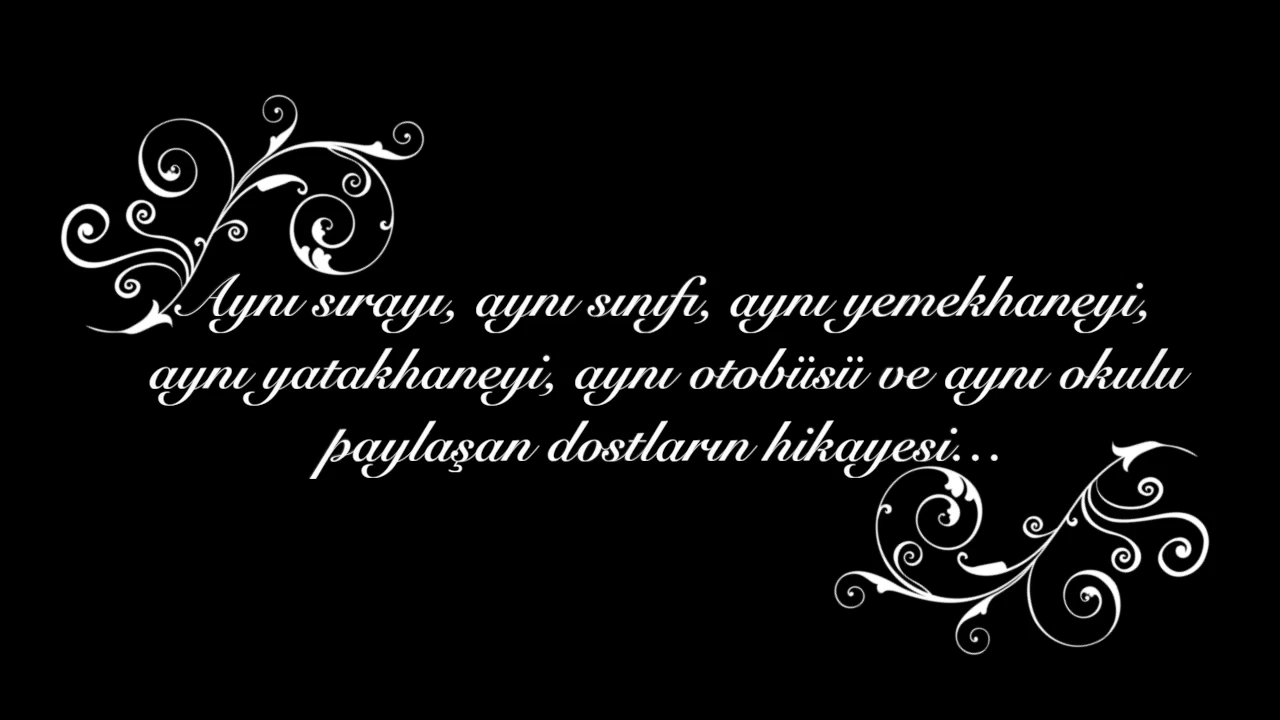 Aynı sırayı, aynı sınıfı, aynı yemekhaneyi,
aynı yatakhaneyi, aynı otobüsü ve aynı okulu
paylaşan dostların hikayesi...